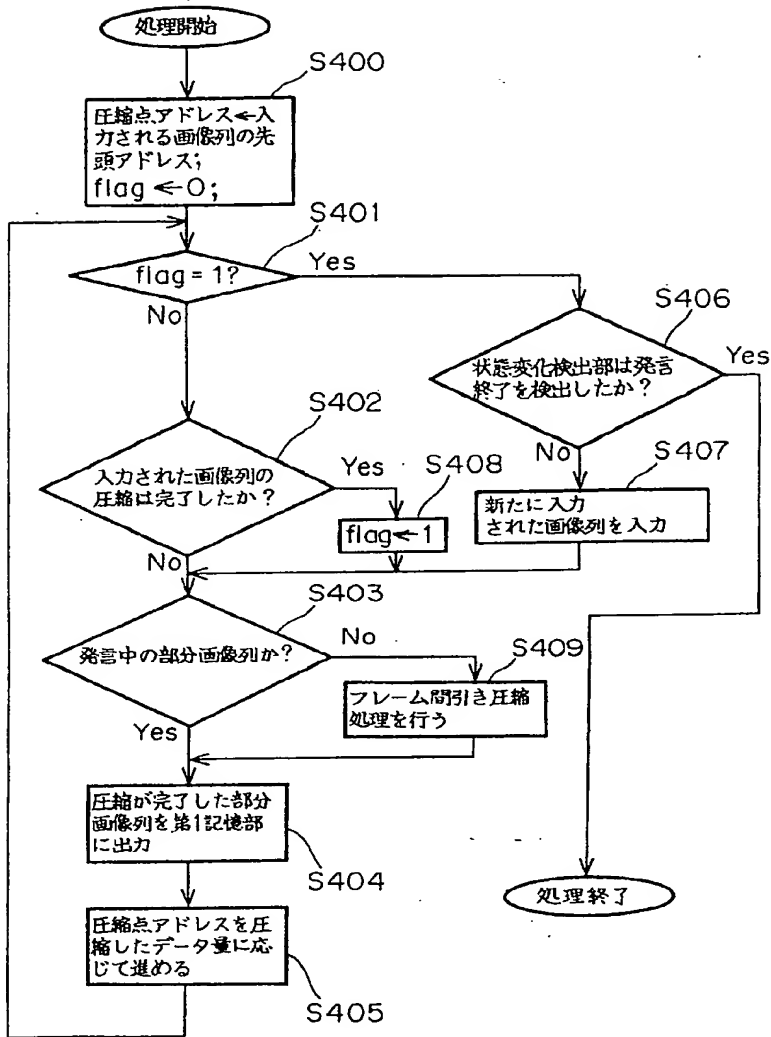 処理開始
S400
圧縮点アドレス←入
力される画像列の先
頭アドレス;
flag←0;
S401
flag=1?
Yes
No
S406
状態変化検出部は発言
終了を検出したか?
Yes
No
S402
入力された画像列の
圧縮は完了したか?
Yes
No
S408
flag←1
S407
新たに入力
された画像列を入力
S403
発言中の部分画像列か?
No
Yes
S409
フレーム間引き圧縮
処理を行う
圧縮が完了した部分
画像列を第1記憶部
に出力
S404
処理終了
圧縮点アドレスを圧
縮したデータ量に応
じて進める
S405